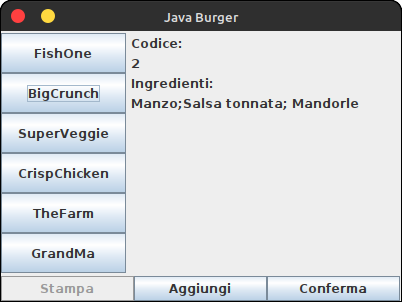 Java Burger
FishOne
BigCrunch
SuperVeggie
CrispChicken
TheFarm
GrandMa
Codice:
2
Ingredienti:
Manzo;Salsa tonnata; Mandorle
Stampa
Aggiungi
Conferma